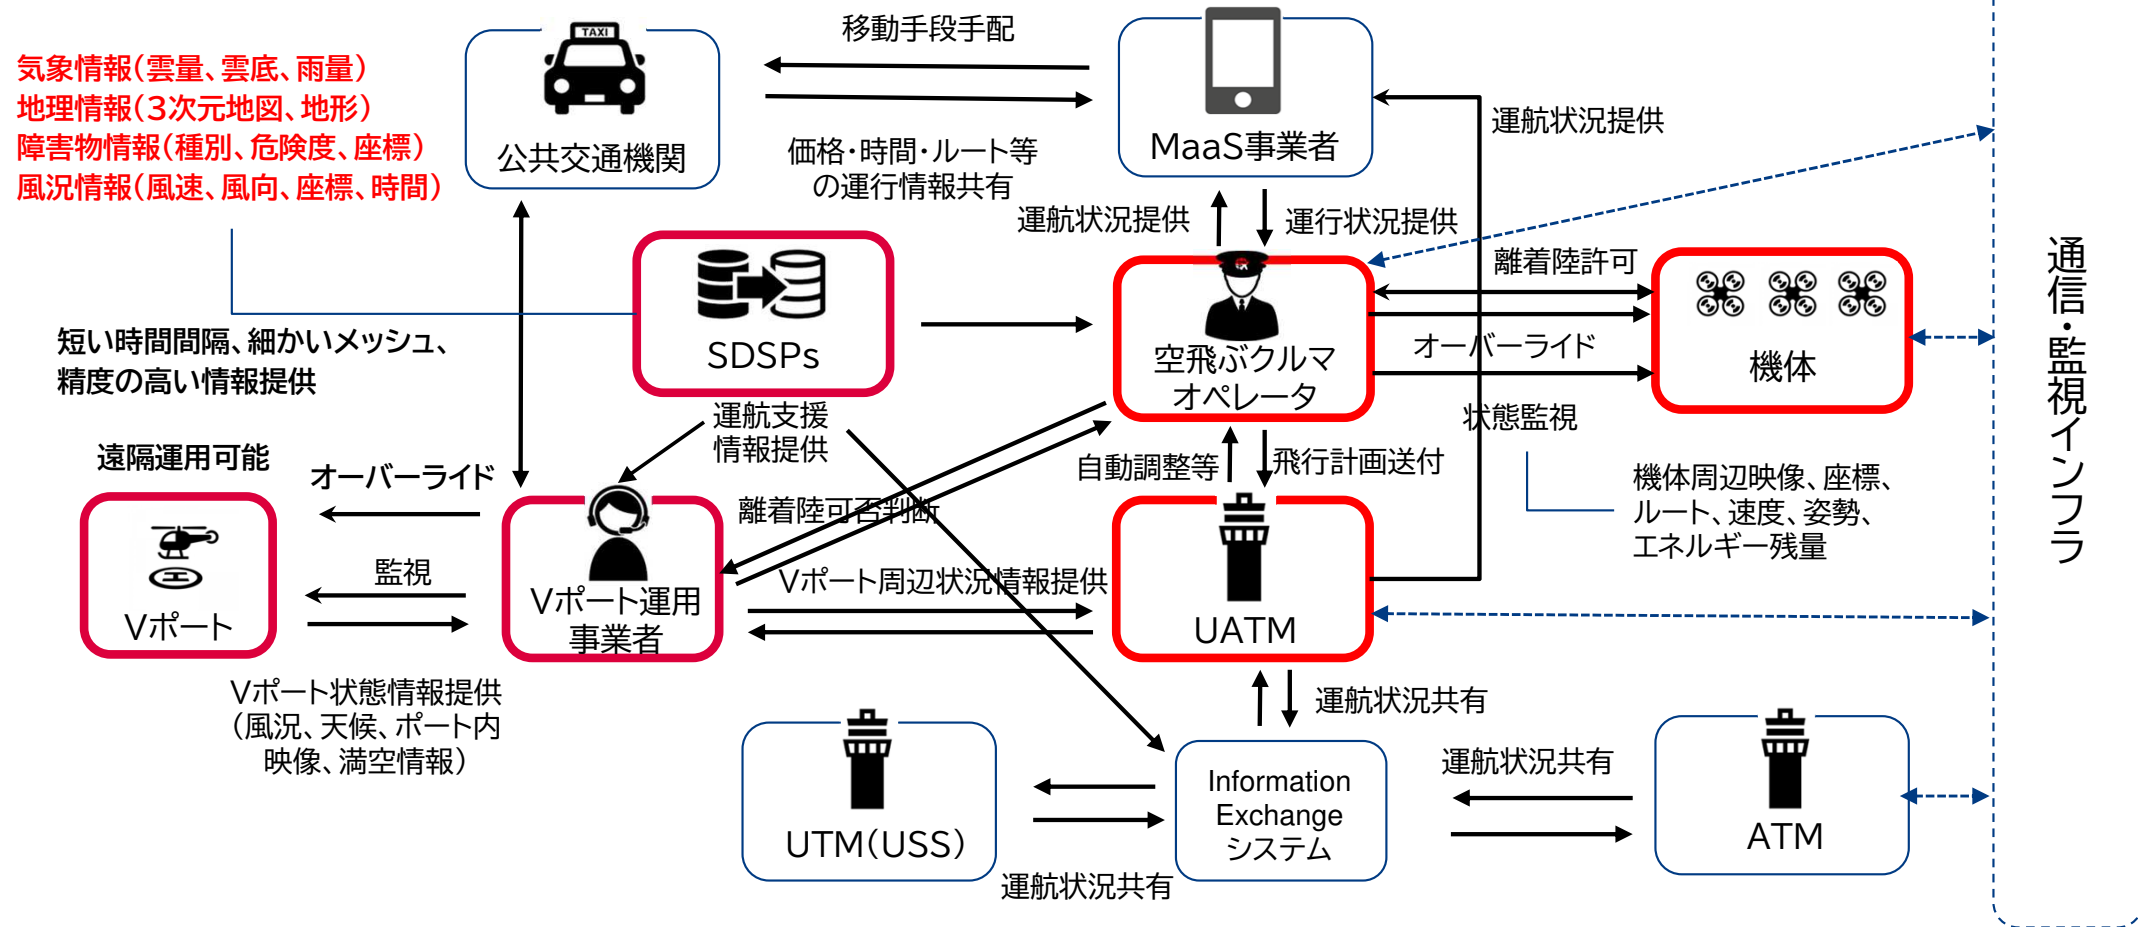 移動手段手配
TAXI
気象情報(雲量、雲底、雨量)
地理情報(3次元地図、地形)
障害物情報(種別、危険度、座標)
風況情報(風速、風向、座標、時間)
公共交通機関
価格・時間・ルート等
の運行情報共有
MaaS事業者
運航状況提供
運航状況提供
運行状況提供
離着陸許可
短い時間間隔、細かいメッシュ、
精度の高い情報提供
SDSPs
空飛ぶクルマ
オペレータ
オーバーライド
機体
通信・監視インフラ
運航支援
情報提供
状態監視
遠隔運用可能
オーバーライド
自動調整等
飛行計画送付
機体周辺映像、座標、
ルート、速度、姿勢、
エネルギー残量
離着陸可否判断
監視
Vポート
Vポート運用
事業者
Vポート周辺状況情報提供
UATM
Vポート状態情報提供
(風況、天候、ポート内
映像、満空情報)
運航状況共有
運航状況共有
UTM(USS)
Information
Exchange
システム
ATM
運航状況共有